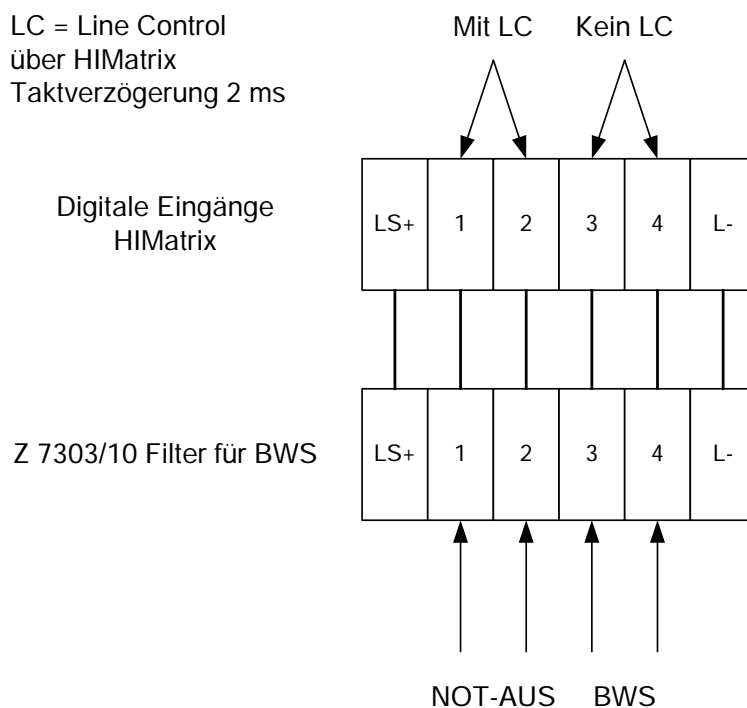 LC = Line Control
über HIMatrix
Taktverzögerung 2 ms
Mit LC Kein LC
Digitale Eingänge
HIMatrix
LS+ 1 2 3 4 L-
Z 7303/10 Filter für BWS
LS+ 1 2 3 4 L-
NOT-AUS BWS